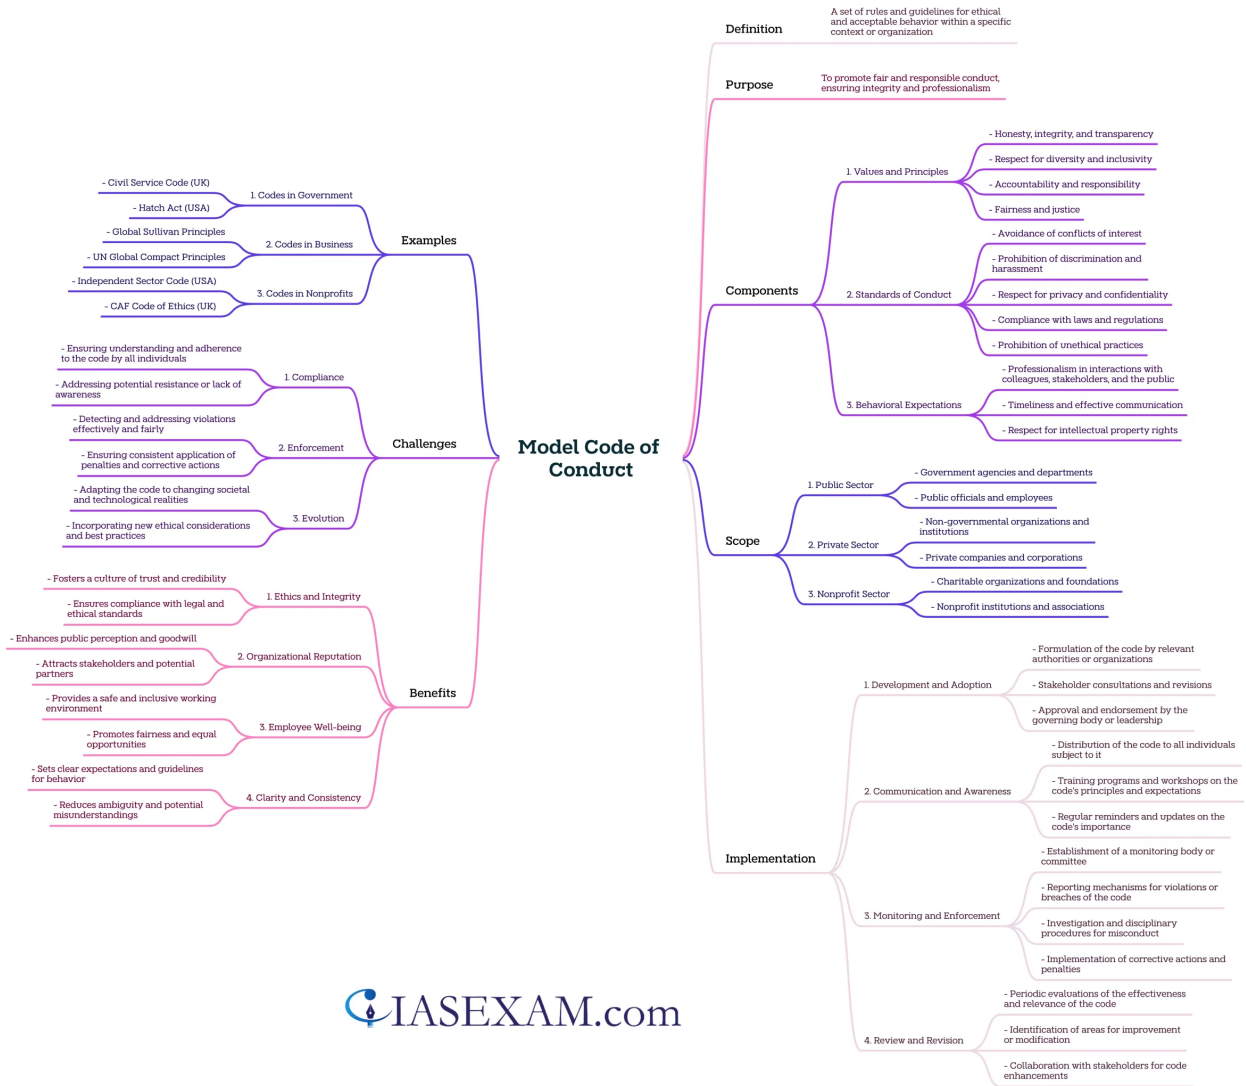 Model Code of
Conduct
Definition
A set of rules and guidelines for ethical
and acceptable behavior within a specific
context or organization
Purpose
To promote fair and responsible conduct,
ensuring integrity and professionalism
Components
1. Values and Principles
- Honesty, integrity, and transparency
- Respect for diversity and inclusivity
- Accountability and responsibility
- Fairness and justice
2. Standards of Conduct
- Avoidance of conflicts of interest
- Prohibition of discrimination and
harassment
- Respect for privacy and confidentiality
- Compliance with laws and regulations
- Prohibition of unethical practices
3. Behavioral Expectations
- Professionalism in interactions with
colleagues, stakeholders, and the public
- Timeliness and effective communication
- Respect for intellectual property rights
Scope
1. Public Sector
- Government agencies and departments
- Public officials and employees
2. Private Sector
- Non-governmental organizations and
institutions
- Private companies and corporations
3. Nonprofit Sector
- Charitable organizations and foundations
- Nonprofit institutions and associations
Implementation
1. Development and Adoption
- Formulation of the code by relevant
authorities or organizations
- Stakeholder consultations and revisions
- Approval and endorsement by the
governing body or leadership
2. Communication and Awareness
- Distribution of the code to all individuals
subject to it
- Training programs and workshops on the
code's principles and expectations
- Regular reminders and updates on the
code's importance
3. Monitoring and Enforcement
- Establishment of a monitoring body or
committee
- Reporting mechanisms for violations or
breaches of the code
- Investigation and disciplinary
procedures for misconduct
- Implementation of corrective actions and
penalties
4. Review and Revision
- Periodic evaluations of the effectiveness
and relevance of the code
- Identification of areas for improvement
or modification
- Collaboration with stakeholders for code
enhancements
Examples
1. Codes in Government
- Civil Service Code (UK)
- Hatch Act (USA)
2. Codes in Business
- Global Sullivan Principles
- UN Global Compact Principles
3. Codes in Nonprofits
- Independent Sector Code (USA)
- CAF Code of Ethics (UK)
Challenges
1. Compliance
- Ensuring understanding and adherence
to the code by all individuals
- Addressing potential resistance or lack of
awareness
2. Enforcement
- Detecting and addressing violations
effectively and fairly
- Ensuring consistent application of
penalties and corrective actions
3. Evolution
- Adapting the code to changing societal
and technological realities
- Incorporating new ethical considerations
and best practices
Benefits
1. Ethics and Integrity
- Fosters a culture of trust and credibility
- Ensures compliance with legal and
ethical standards
2. Organizational Reputation
- Enhances public perception and goodwill
- Attracts stakeholders and potential
partners
3. Employee Well-being
- Provides a safe and inclusive working
environment
- Promotes fairness and equal
opportunities
4. Clarity and Consistency
- Sets clear expectations and guidelines
for behavior
- Reduces ambiguity and potential
misunderstandings
IASEXAM.com